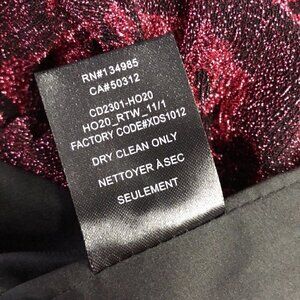 RN#134985
CA#50312
CD2301-HO20
HO20_RTW_11/1
FACTORY CODE#XDS1012
DRY CLEAN ONLY
NETTOYER À SEC
SEULEMENT